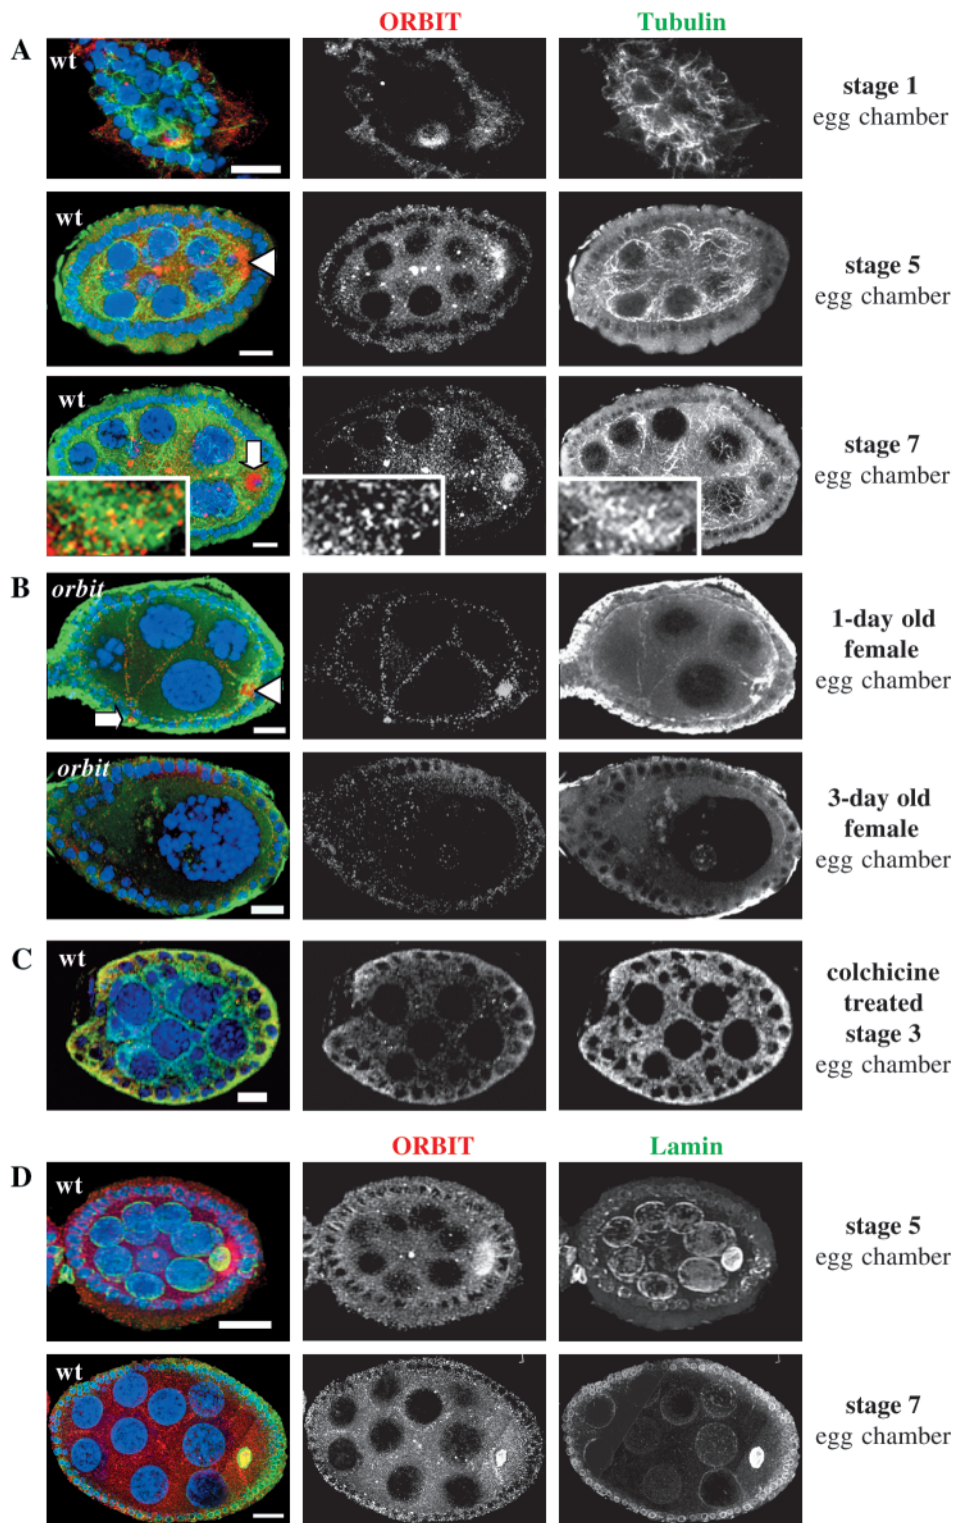 ORBIT Tubulin
A wt stage 1
egg chamber
wt stage 5
egg chamber
wt stage 7
egg chamber
B orbit 1-day old
female
egg chamber
orbit 3-day old
female
egg chamber
C wt colchicine
treated
stage 3
egg chamber
ORBIT Lamin
D wt stage 5
egg chamber
wt stage 7
egg chamber